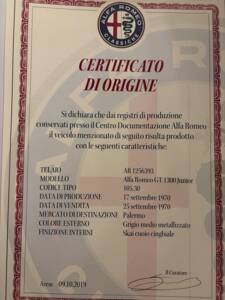 ALFA ROMEO
CLASSICHE
CERTIFICATO
DI ORIGINE
Si dichiara che dai registri di produzione
conservati presso il Centro Documentazione Alfa Romeo
il veicolo menzionato di seguito risulta prodotto
con le seguenti caratteristiche:
TELAIO AR 1256393
MODELLO Alfa Romeo GT 1300 Junior
CODICE TIPO 105.30
DATA DI PRODUZIONE 17 settembre 1970
DATA DI VENDITA 25 settembre 1970
MERCATO DI DESTINAZIONE Palermo
COLORE ESTERNO Grigio medio metallizzato
FINIZIONE INTERNI Skai cuoio cinghiale
Arese 09.10.2019
Il Curatore